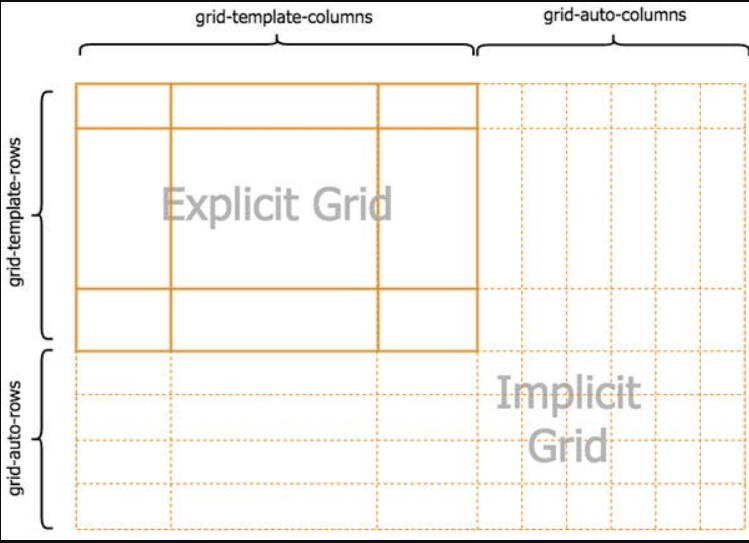 grid-template-columns
grid-auto-columns
grid-template-rows
Explicit Grid
grid-auto-rows
Implicit
Grid